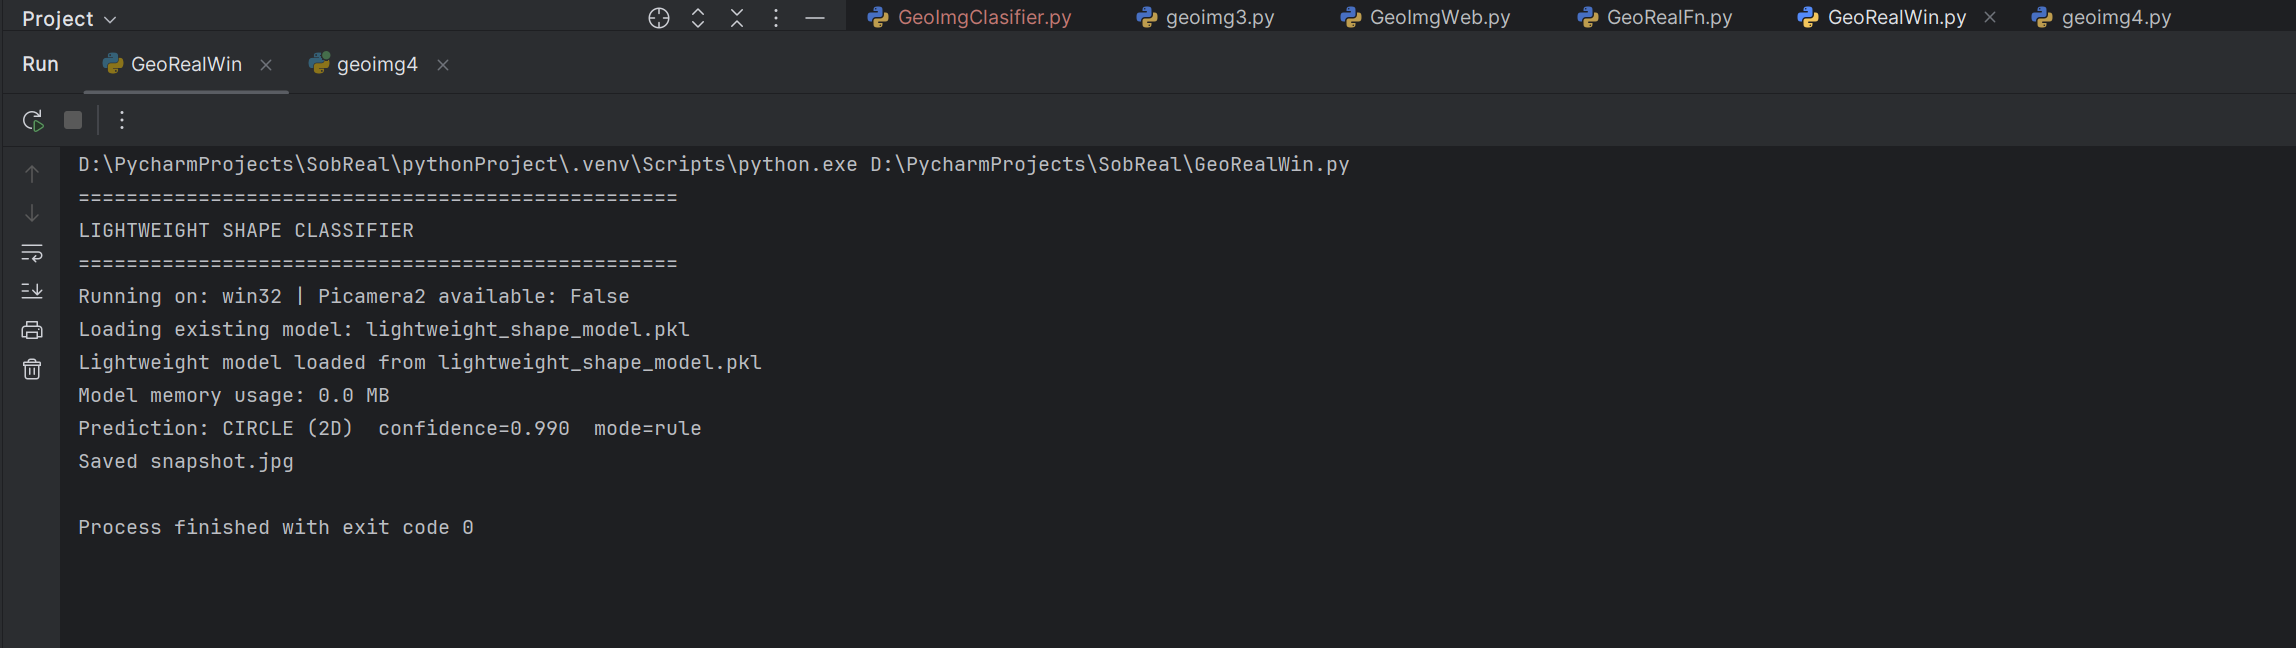 Project
GeoImgClasifier.py geoimg3.py GeoImgWeb.py GeoRealFn.py GeoRealWin.py geoimg4.py
Run GeoRealWin geoimg4
D:\PycharmProjects\SobReal\pythonProject\.venv\Scripts\python.exe D:\PycharmProjects\SobReal\GeoRealWin.py
==================================================
LIGHTWEIGHT SHAPE CLASSIFIER
==================================================
Running on: win32 | Picamera2 available: False
Loading existing model: lightweight_shape_model.pkl
Lightweight model loaded from lightweight_shape_model.pkl
Model memory usage: 0.0 MB
Prediction: CIRCLE (2D)  confidence=0.990  mode=rule
Saved snapshot.jpg
Process finished with exit code 0